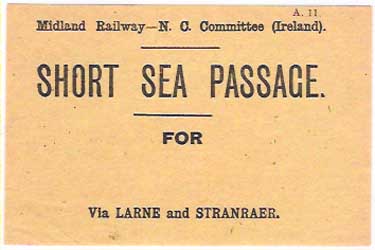 A. 11.
Midland Railway—N. C. Committee (Ireland).
SHORT SEA PASSAGE.
FOR
Via LARNE and STRANRAER.